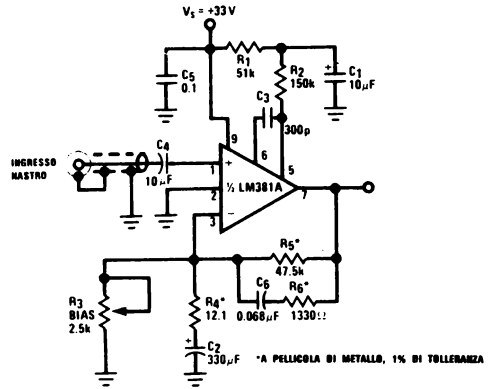 Vs = +33 V
R1
51k
R2
150k
C1
10µF
C5
0.1
C3
300p
9
6
5
INGRESSO
NASTRO
C4
10µF
1
+
½ LM381A
2
7
3
−
R5*
47.5k
C6
0.068µF
R6*
1330Ω
R3
BIAS
2.5k
R4*
12.1
C2
330µF
*A PELLICOLA DI METALLO, 1% DI TOLLERANZA